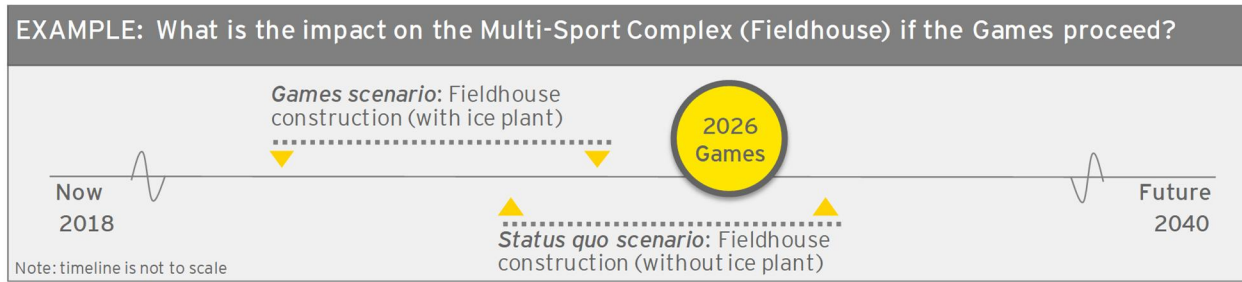 EXAMPLE: What is the impact on the Multi-Sport Complex (Fieldhouse) if the Games proceed?
Games scenario: Fieldhouse
construction (with ice plant)
2026
Games
Now
2018
Future
2040
Status quo scenario: Fieldhouse
construction (without ice plant)
Note: timeline is not to scale